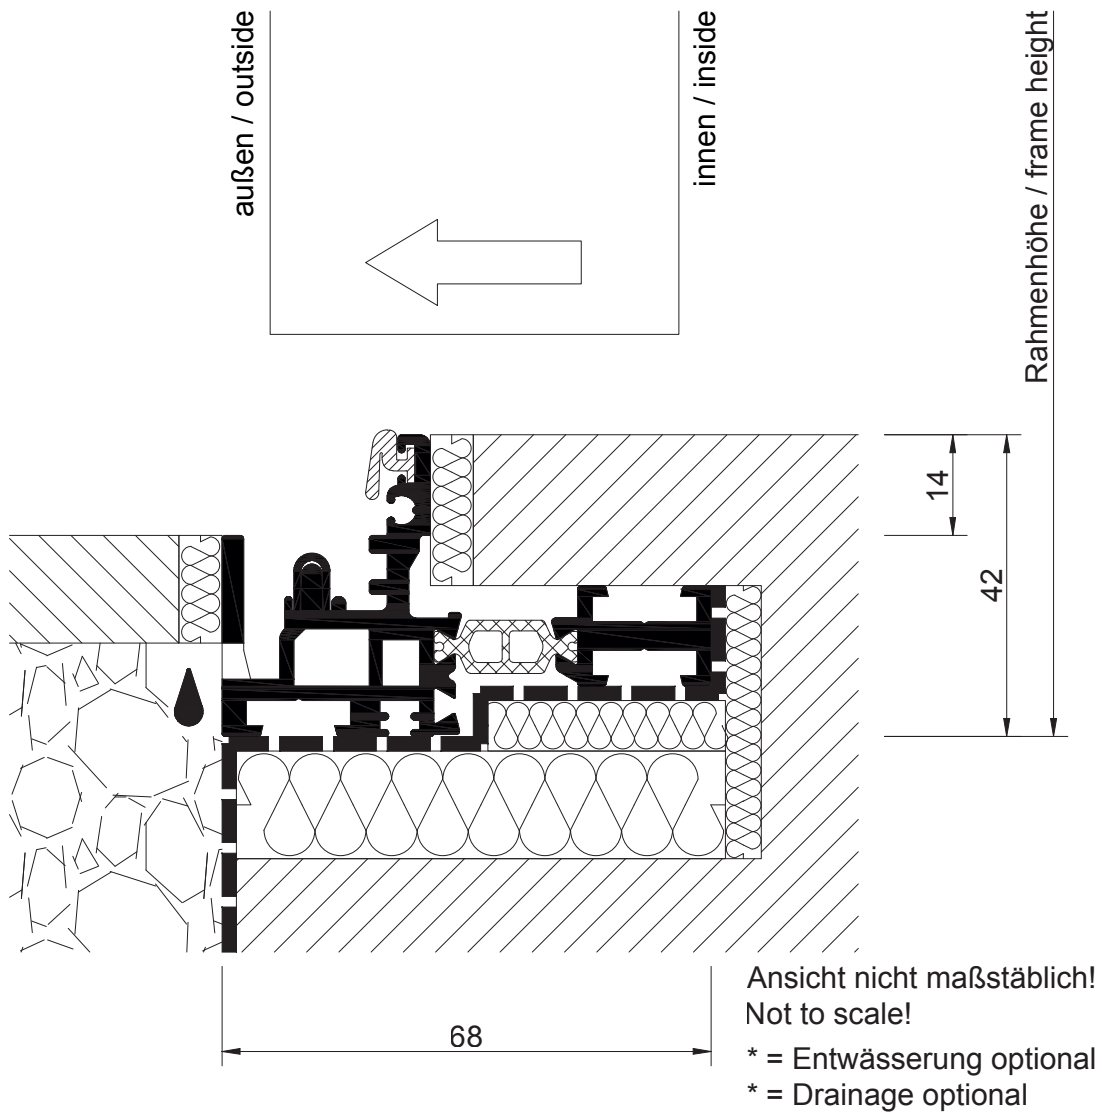 außen / outside
innen / inside
Rahmenhöhe / frame height
14
42
68
Ansicht nicht maßstäblich!
Not to scale!
* = Entwässerung optional
* = Drainage optional